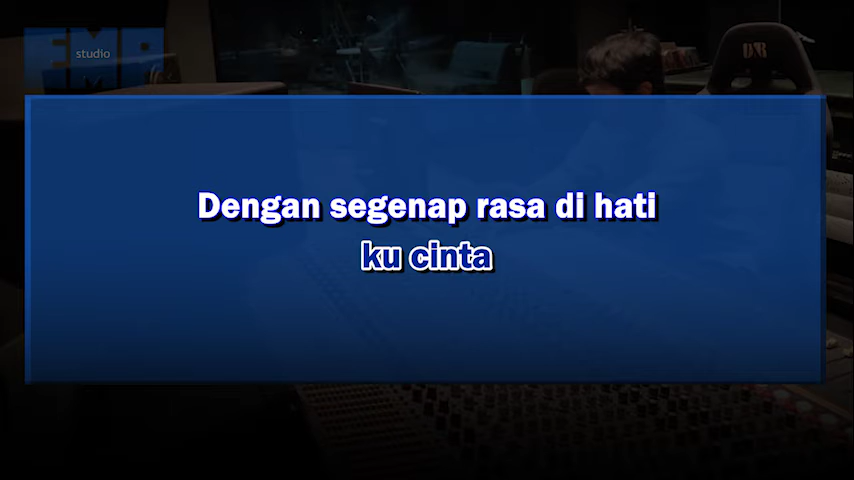 studio
Dengan segenap rasa di hati
ku cinta